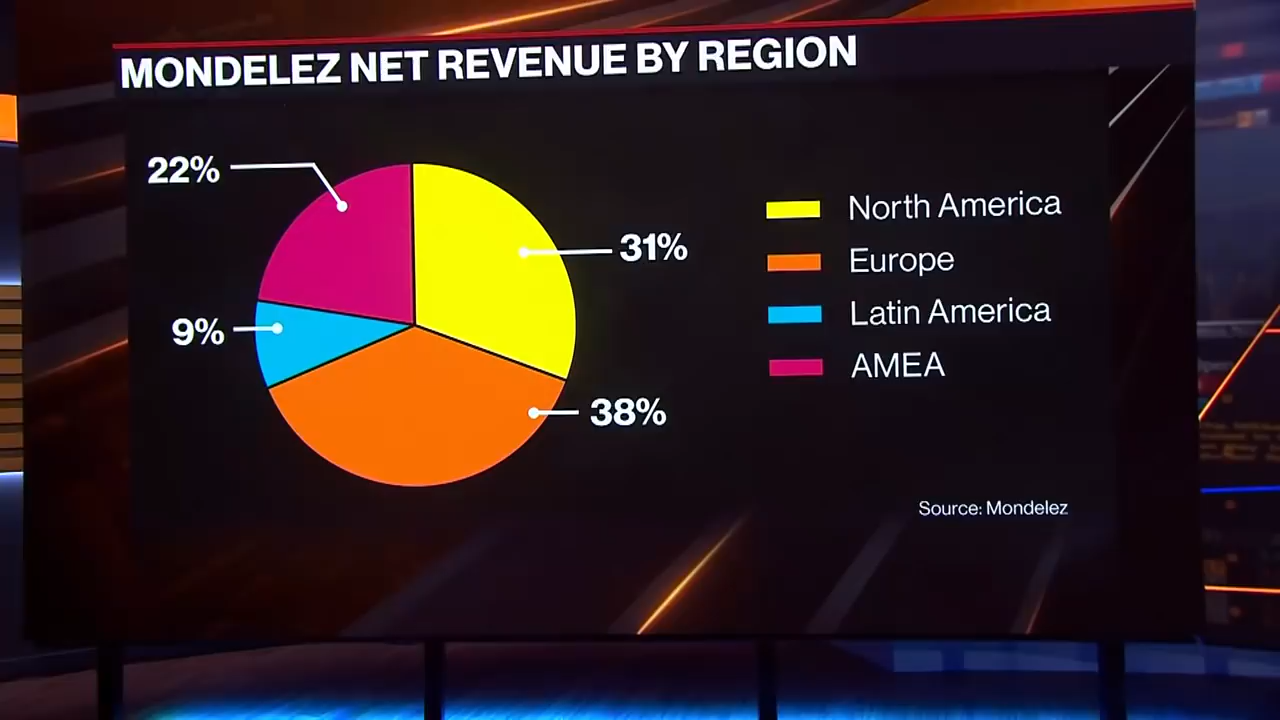 MONDELEZ NET REVENUE BY REGION
22%
31%
9%
38%
North America
Europe
Latin America
AMEA
Source: Mondelez